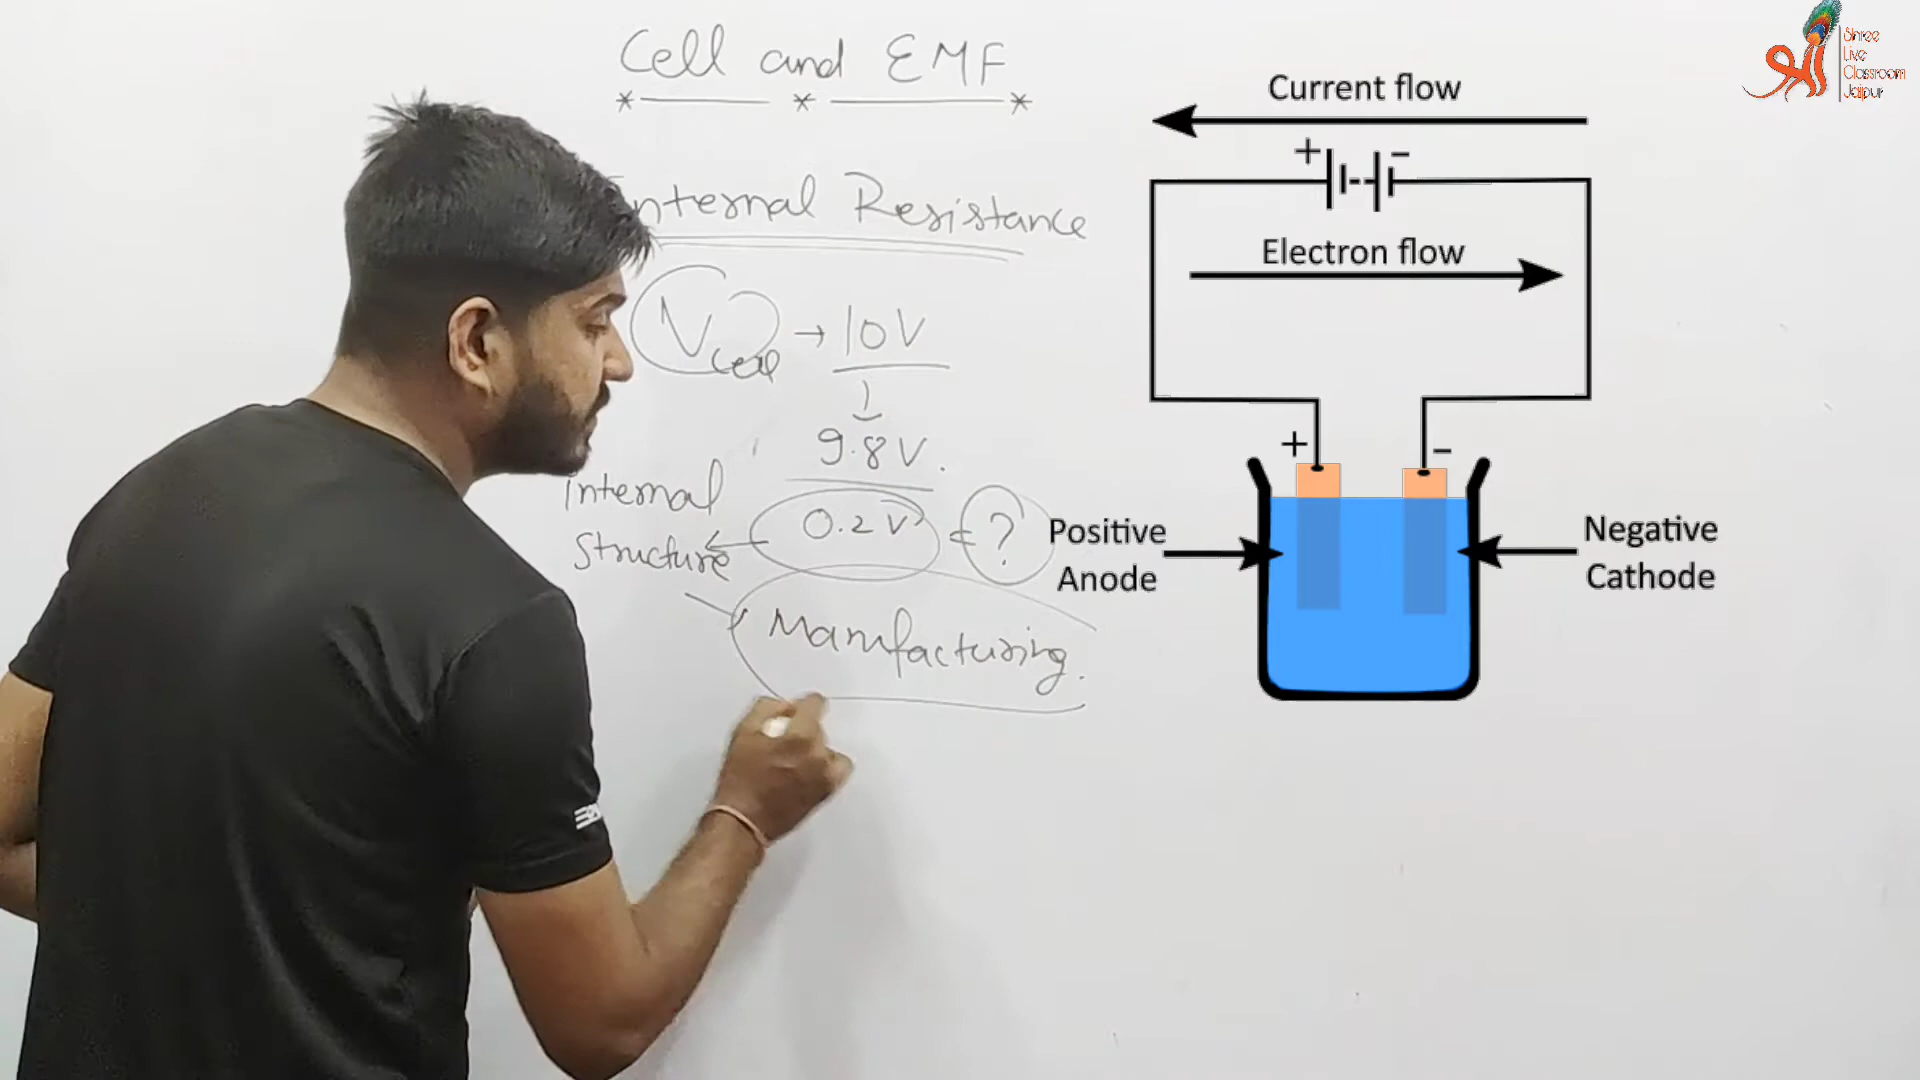 Cell and EMF
Internal Resistance
Vcell → 10V
9.8V.
Internal
Structure
0.2V = ?
Manufacturing.
Current flow
+ -
Electron flow
+ -
Positive
Anode
Negative
Cathode
Shree
Live
Classroom
Jaipur
श्री